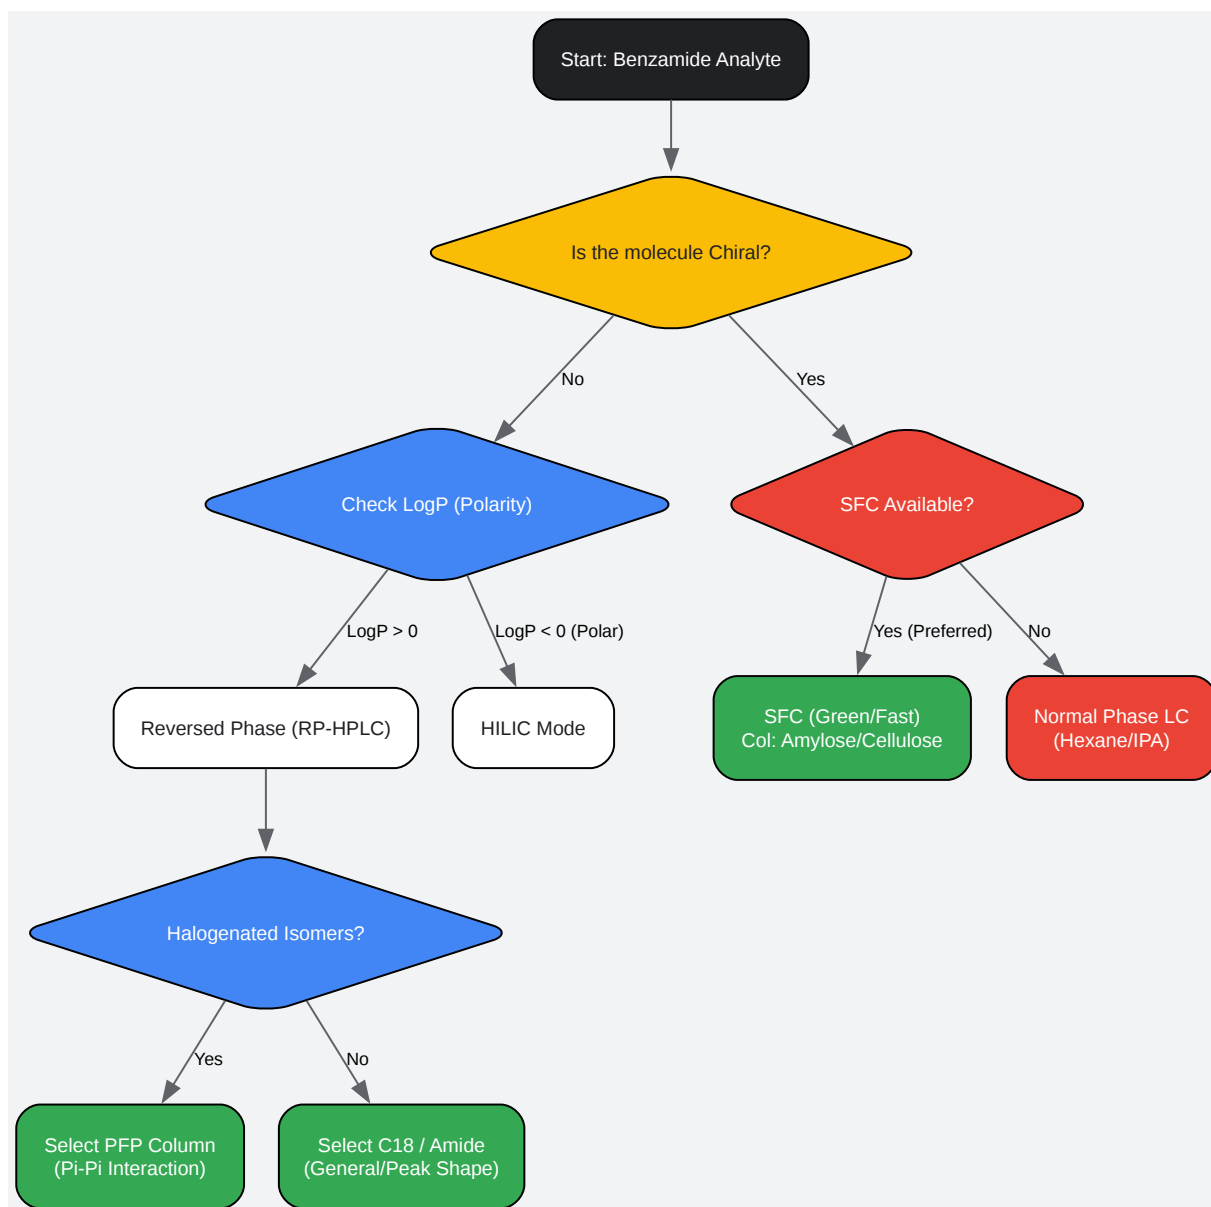 Start: Benzamide Analyte
Is the molecule Chiral?
No
Yes
Check LogP (Polarity)
SFC Available?
LogP > 0
LogP < 0 (Polar)
Yes (Preferred)
No
Reversed Phase (RP-HPLC)
HILIC Mode
SFC (Green/Fast)
Col: Amylose/Cellulose
Normal Phase LC
(Hexane/IPA)
Halogenated Isomers?
Yes
No
Select PFP Column
(Pi-Pi Interaction)
Select C18 / Amide
(General/Peak Shape)